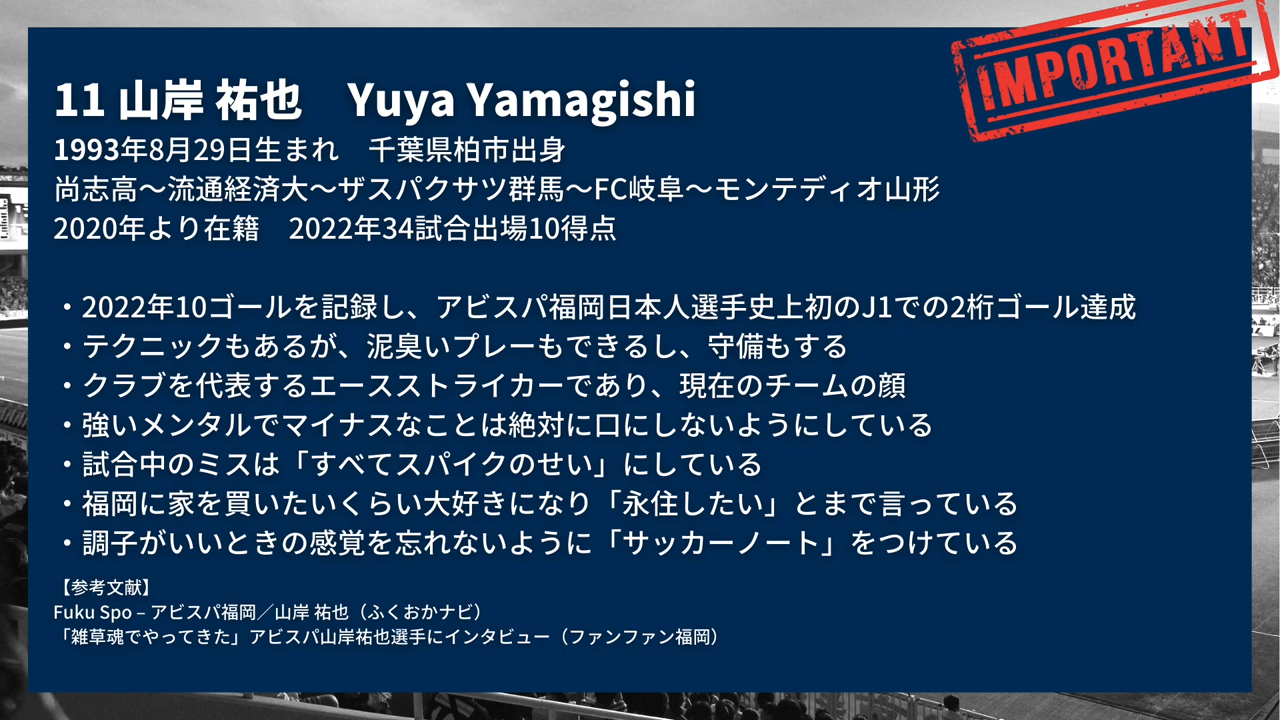 IMPORTANT
11 山岸 祐也　Yuya Yamagishi
1993年8月29日生まれ　千葉県柏市出身
尚志高～流通経済大～ザスパクサツ群馬～FC岐阜～モンテディオ山形
2020年より在籍　2022年34試合出場10得点
・2022年10ゴールを記録し、アビスパ福岡日本人選手史上初のJ1での2桁ゴール達成
・テクニックもあるが、泥臭いプレーもできるし、守備もする
・クラブを代表するエースストライカーであり、現在のチームの顔
・強いメンタルでマイナスなことは絶対に口にしないようにしている
・試合中のミスは「すべてスパイクのせい」にしている
・福岡に家を買いたいくらい大好きになり「永住したい」とまで言っている
・調子がいいときの感覚を忘れないように「サッカーノート」をつけている
【参考文献】
Fuku Spo – アビスパ福岡／山岸 祐也（ふくおかナビ）
「雑草魂でやってきた」アビスパ山岸祐也選手にインタビュー（ファンファン福岡）